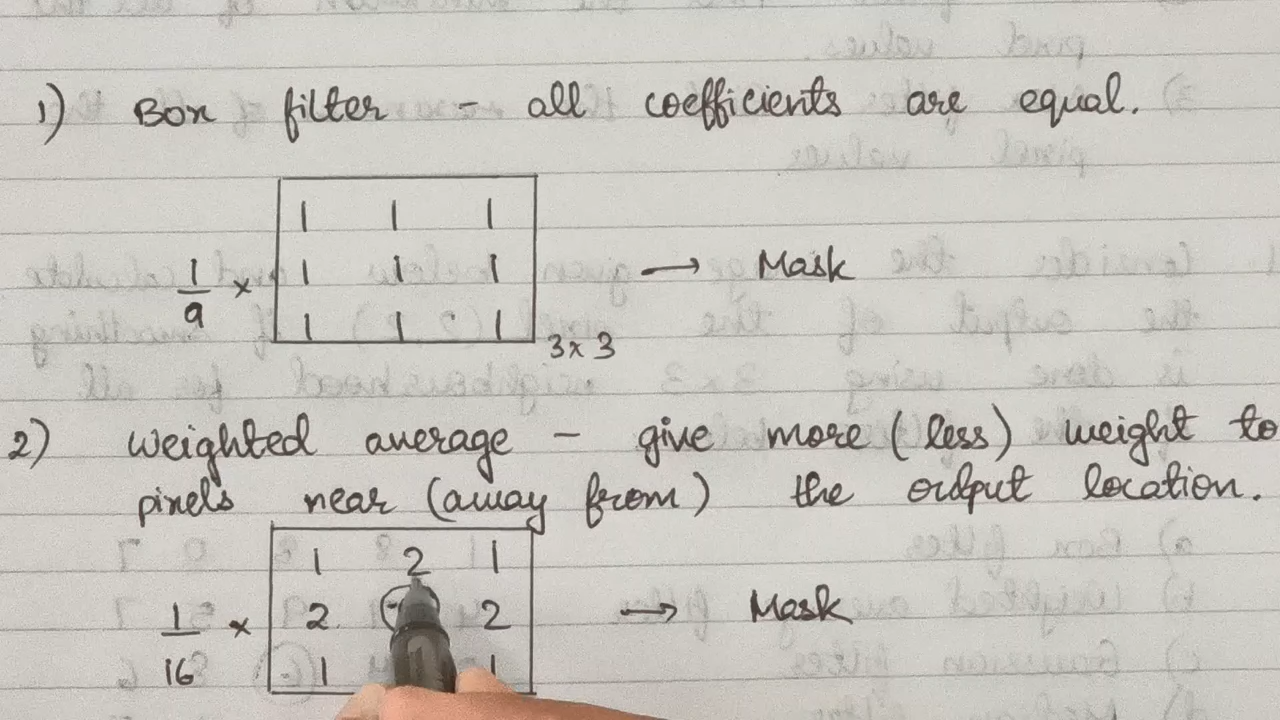 1) Box filter - all coefficients are equal.
1 1 1
1/9 × 1 1 1 → Mask
1 1 1
3×3
2) weighted average - give more (less) weight to
pixels near (away from) the output location.
1 2 1
1/16 × 2 2 → Mask
1 1